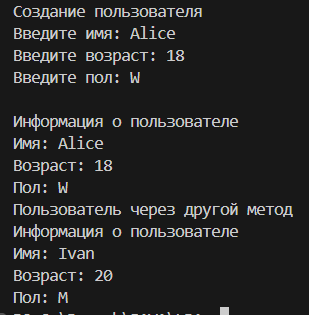 Создание пользователя
Введите имя: Alice
Введите возраст: 18
Введите пол: W
Информация о пользователе
Имя: Alice
Возраст: 18
Пол: W
Пользователь через другой метод
Информация о пользователе
Имя: Ivan
Возраст: 20
Пол: M